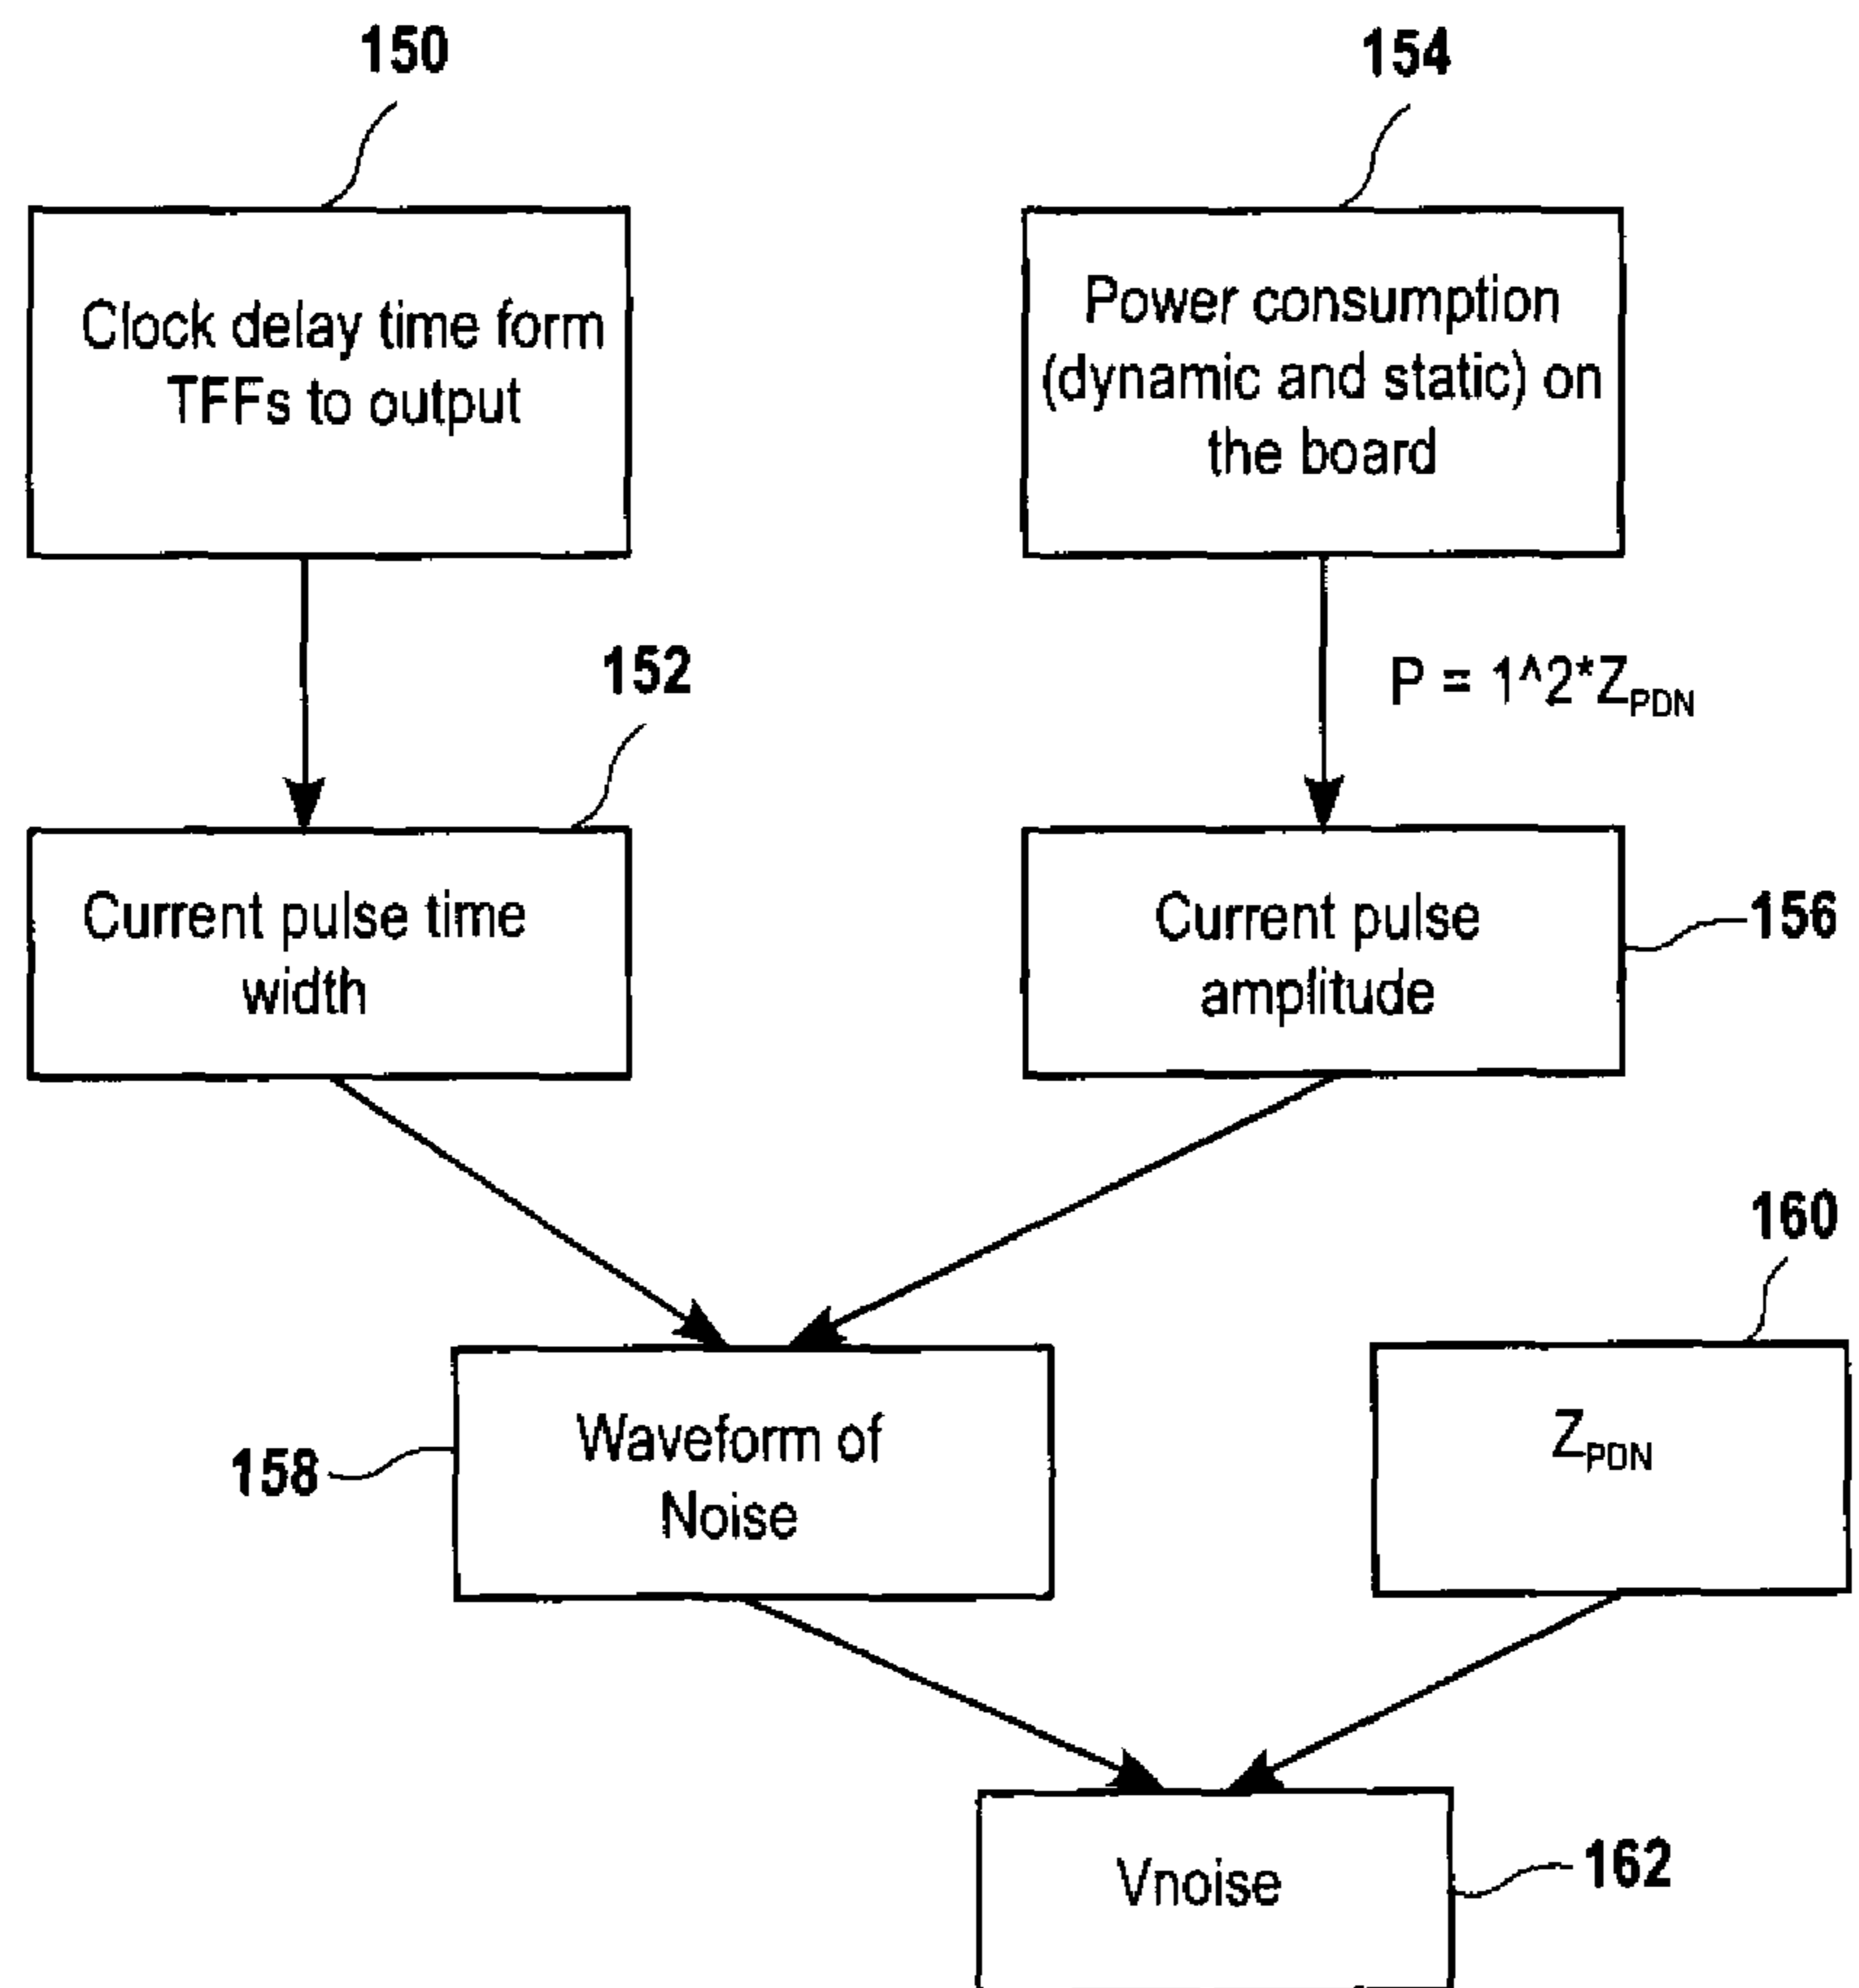 150
154
Clock delay time form
TFFs to output
Power consumption
(dynamic and static) on
the board
152
P = 1^2*Z_PDN
Current pulse time
width
Current pulse
amplitude
156
160
Waveform of
Noise
158
Z_PDN
Vnoise
162